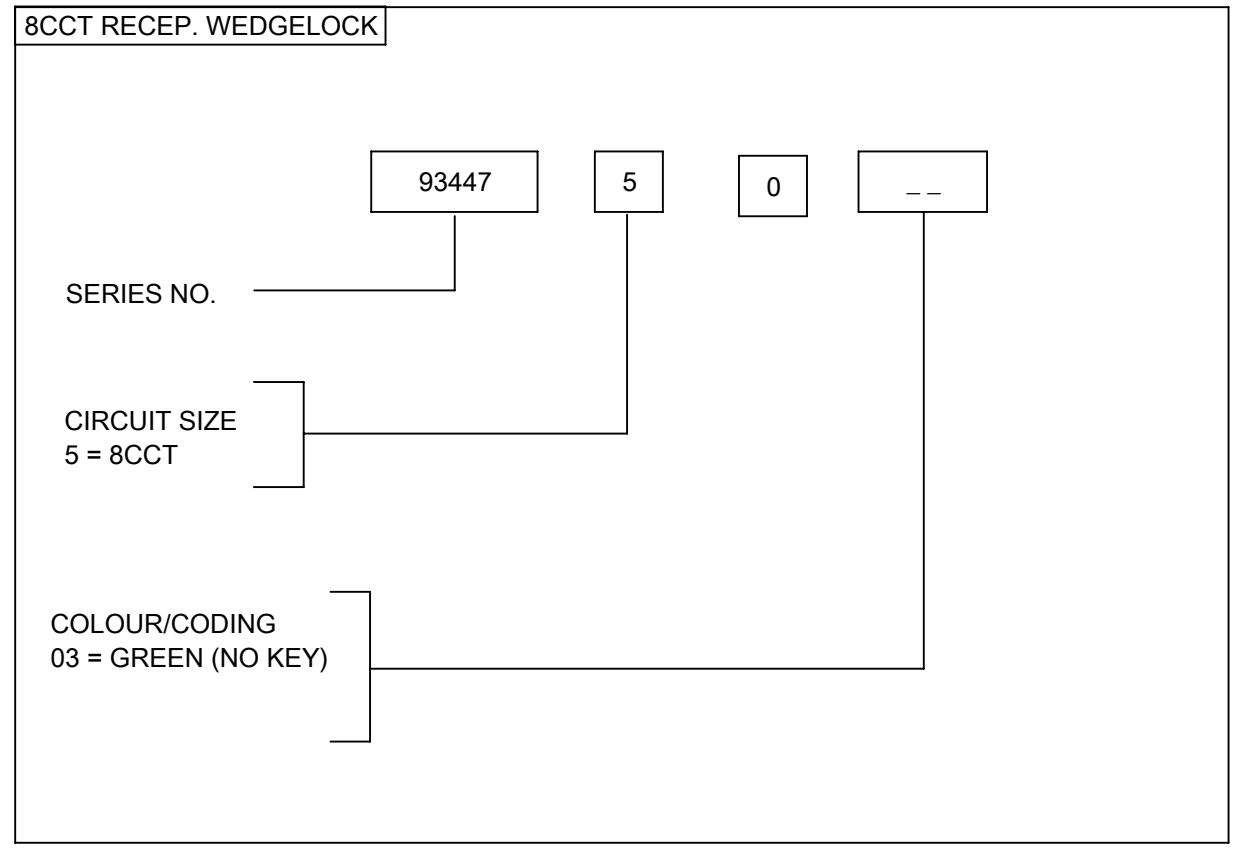 8CCT RECEP. WEDGELOCK
93447 5 0 _ _
SERIES NO.
CIRCUIT SIZE
5 = 8CCT
COLOUR/CODING
03 = GREEN (NO KEY)